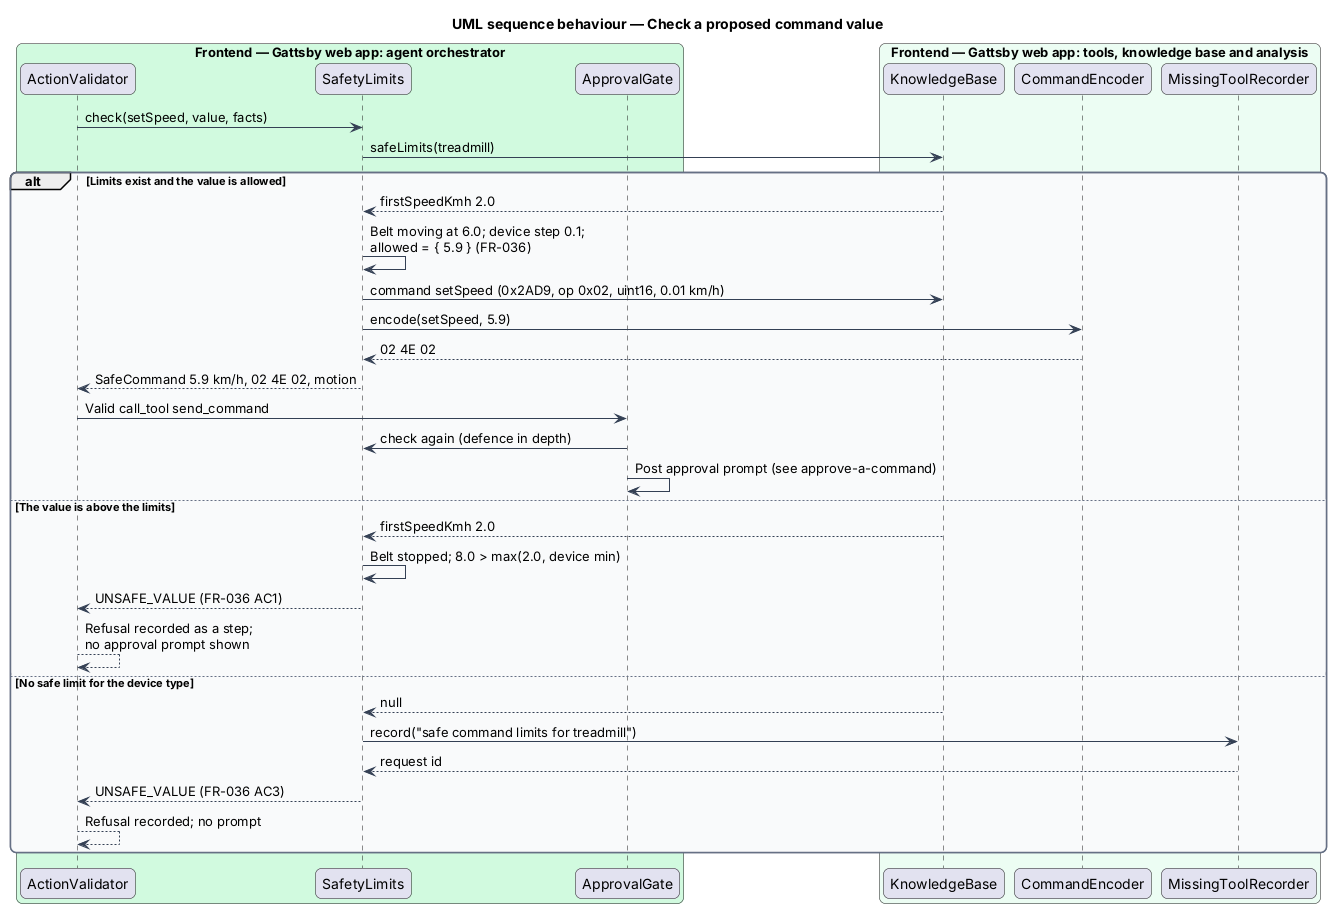 UML sequence behaviour — Check a proposed command value
Frontend — Gattsby web app: agent orchestrator
Frontend — Gattsby web app: tools, knowledge base and analysis
ActionValidator
SafetyLimits
ApprovalGate
KnowledgeBase
CommandEncoder
MissingToolRecorder
check(setSpeed, value, facts)
safeLimits(treadmill)
alt
[Limits exist and the value is allowed]
firstSpeedKmh 2.0
Belt moving at 6.0; device step 0.1;
allowed = { 5.9 } (FR-036)
command setSpeed (0x2AD9, op 0x02, uint16, 0.01 km/h)
encode(setSpeed, 5.9)
02 4E 02
SafeCommand 5.9 km/h, 02 4E 02, motion
Valid call_tool send_command
check again (defence in depth)
Post approval prompt (see approve-a-command)
[The value is above the limits]
firstSpeedKmh 2.0
Belt stopped; 8.0 > max(2.0, device min)
UNSAFE_VALUE (FR-036 AC1)
Refusal recorded as a step;
no approval prompt shown
[No safe limit for the device type]
null
record("safe command limits for treadmill")
request id
UNSAFE_VALUE (FR-036 AC3)
Refusal recorded; no prompt
ActionValidator
SafetyLimits
ApprovalGate
KnowledgeBase
CommandEncoder
MissingToolRecorder